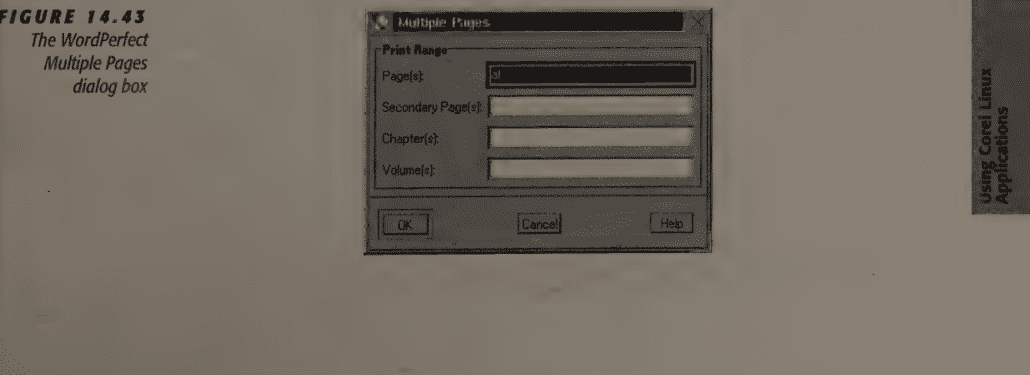 FIGURE 14.43
The WordPerfect
Multiple Pages
dialog box
Multiple Pages
Print Range
Page(s):
Secondary Page(s):
Chapter(s):
Volume(s):
OK
Cancel
Help
Using Corel Linux
Applications